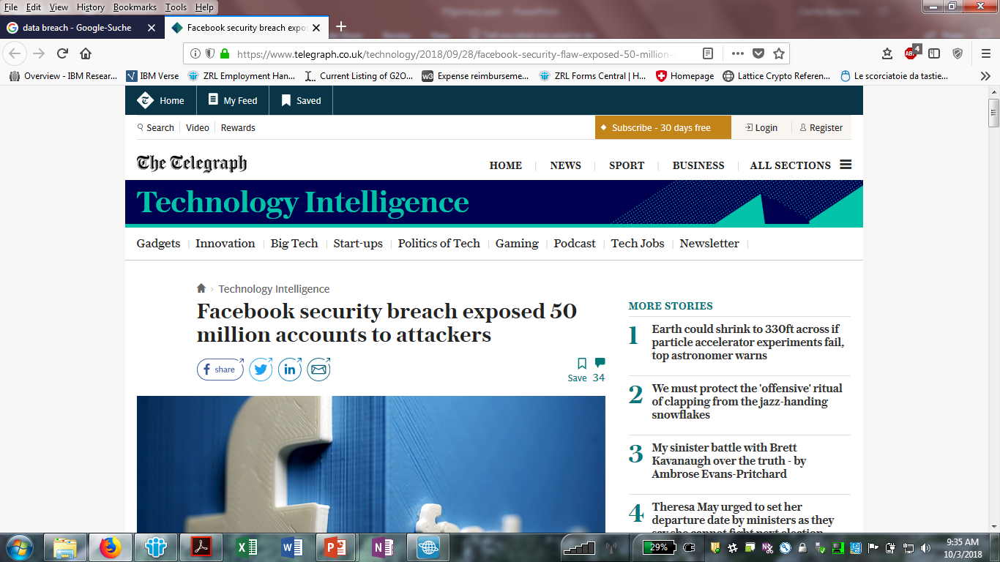 File Edit View History Bookmarks Tools Help
data breach - Google-Suche
Facebook security breach expo
https://www.telegraph.co.uk/technology/2018/09/28/facebook-security-flaw-exposed-50-million-
ABP 4
Overview - IBM Resear...
IBM Verse
ZRL Employment Han...
Current Listing of G2O...
w3 Expense reimburseme...
ZRL Forms Central | H...
Homepage
Lattice Crypto Referen...
Le scorciatoie da tastie...
Home
My Feed
Saved
Search
Video
Rewards
Subscribe - 30 days free
Login
Register
The Telegraph
HOME
NEWS
SPORT
BUSINESS
ALL SECTIONS
Technology Intelligence
Gadgets
Innovation
Big Tech
Start-ups
Politics of Tech
Gaming
Podcast
Tech Jobs
Newsletter
Technology Intelligence
Facebook security breach exposed 50
million accounts to attackers
share
Save 34
MORE STORIES
1 Earth could shrink to 330ft across if
particle accelerator experiments fail,
top astronomer warns
2 We must protect the 'offensive' ritual
of clapping from the jazz-handing
snowflakes
3 My sinister battle with Brett
Kavanaugh over the truth - by
Ambrose Evans-Pritchard
4 Theresa May urged to set her
departure date by ministers as they
say she cannot fight next election
29%
9:35 AM
10/3/2018